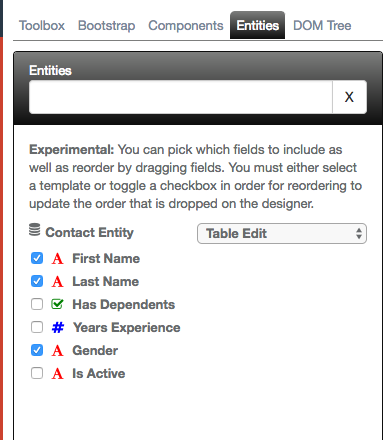 Toolbox Bootstrap Components Entities DOM Tree
Entities
X
Experimental: You can pick which fields to include as
well as reorder by dragging fields. You must either select
a template or toggle a checkbox in order for reordering to
update the order that is dropped on the designer.
Contact Entity Table Edit
A First Name
A Last Name
Has Dependents
# Years Experience
A Gender
A Is Active